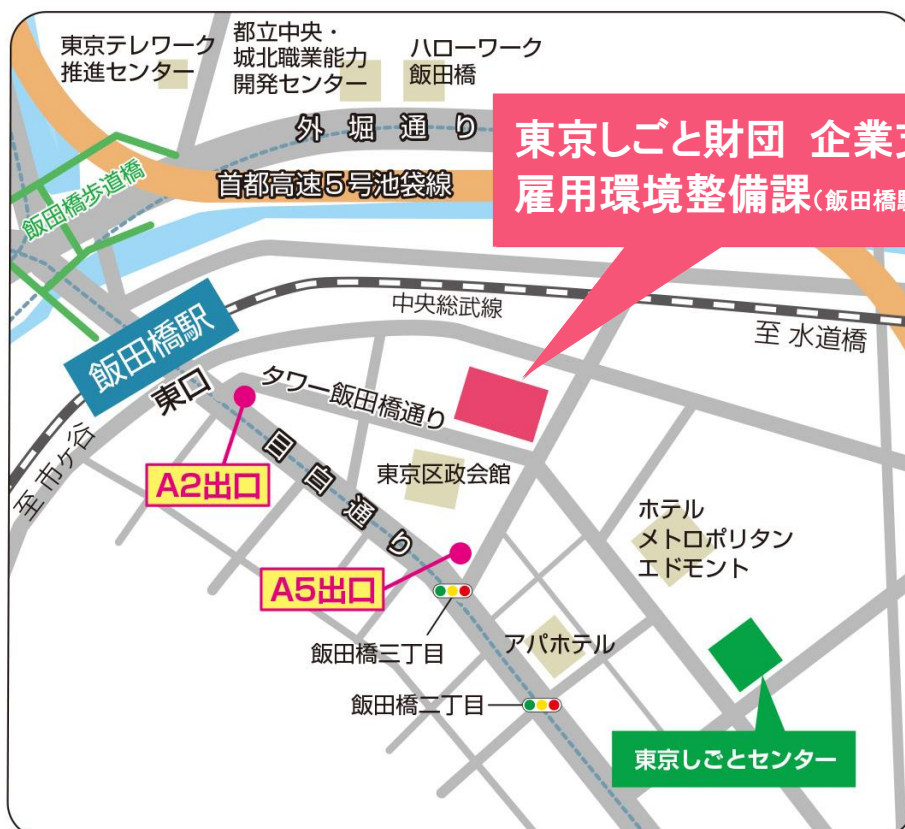 東京テレワーク
推進センター
都立中央・
城北職業能力
開発センター
ハローワーク
飯田橋
外堀通り
東京しごと財団 企業
雇用環境整備課(飯田橋
首都高速5号池袋線
飯田橋歩道橋
中央総武線
至 水道橋
飯田橋駅
東口
タワー飯田橋通り
至 市ヶ谷
A2出口
目白通り
東京区政会館
ホテル
メトロポリタン
エドモント
A5出口
飯田橋三丁目
アパホテル
飯田橋二丁目
東京しごとセンター